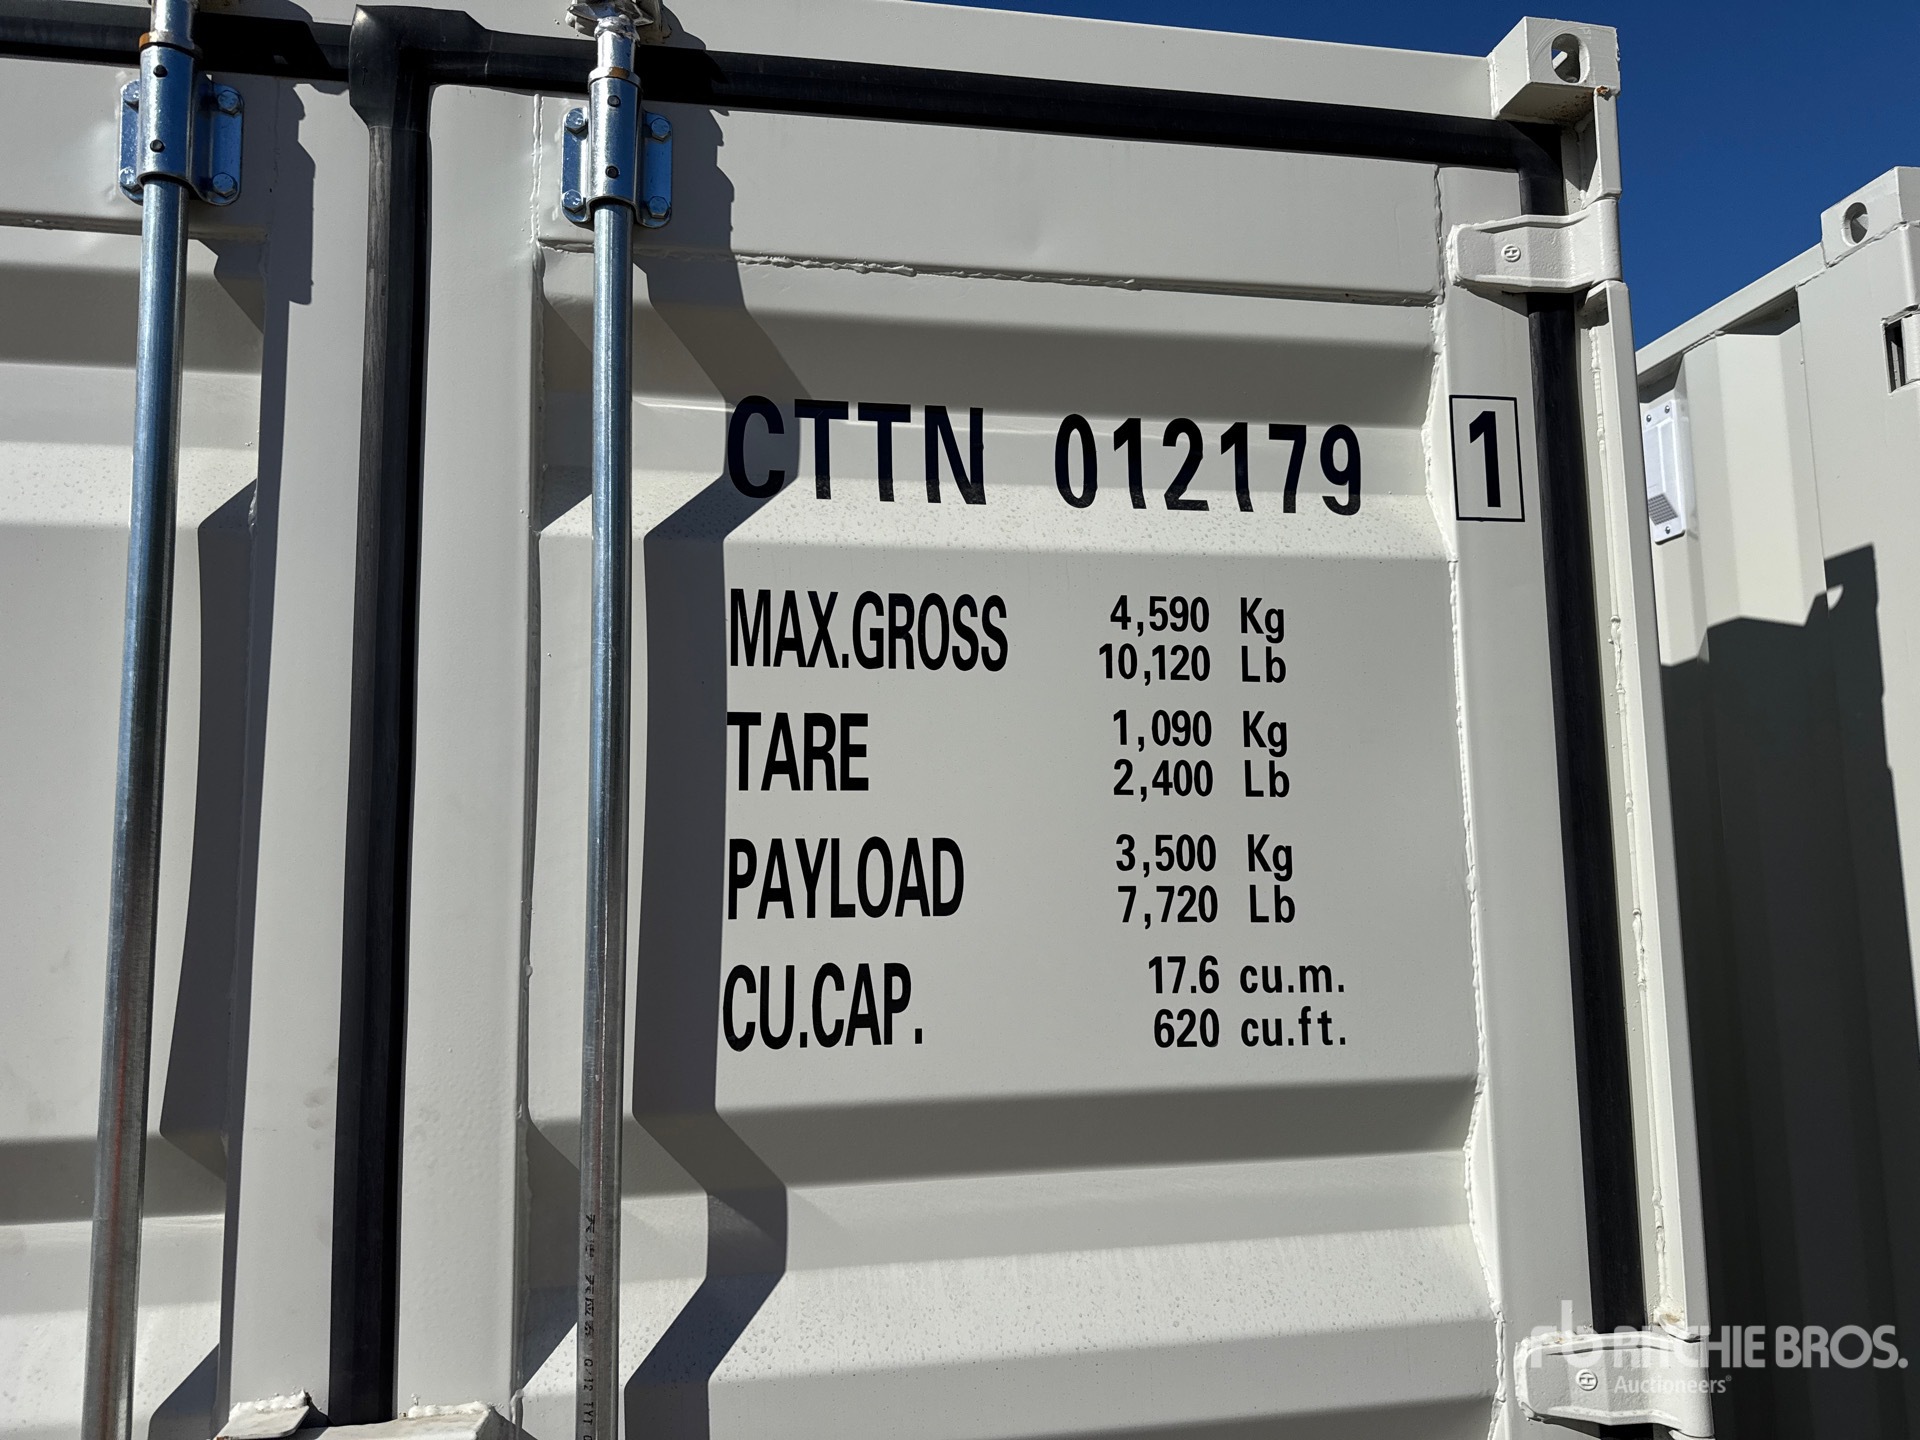 CTTN 012179 1
MAX.GROSS 4,590 Kg
10,120 Lb
TARE 1,090 Kg
2,400 Lb
PAYLOAD 3,500 Kg
7,720 Lb
CU.CAP. 17.6 cu.m.
620 cu.ft.
rb RITCHIE BROS.
Auctioneers